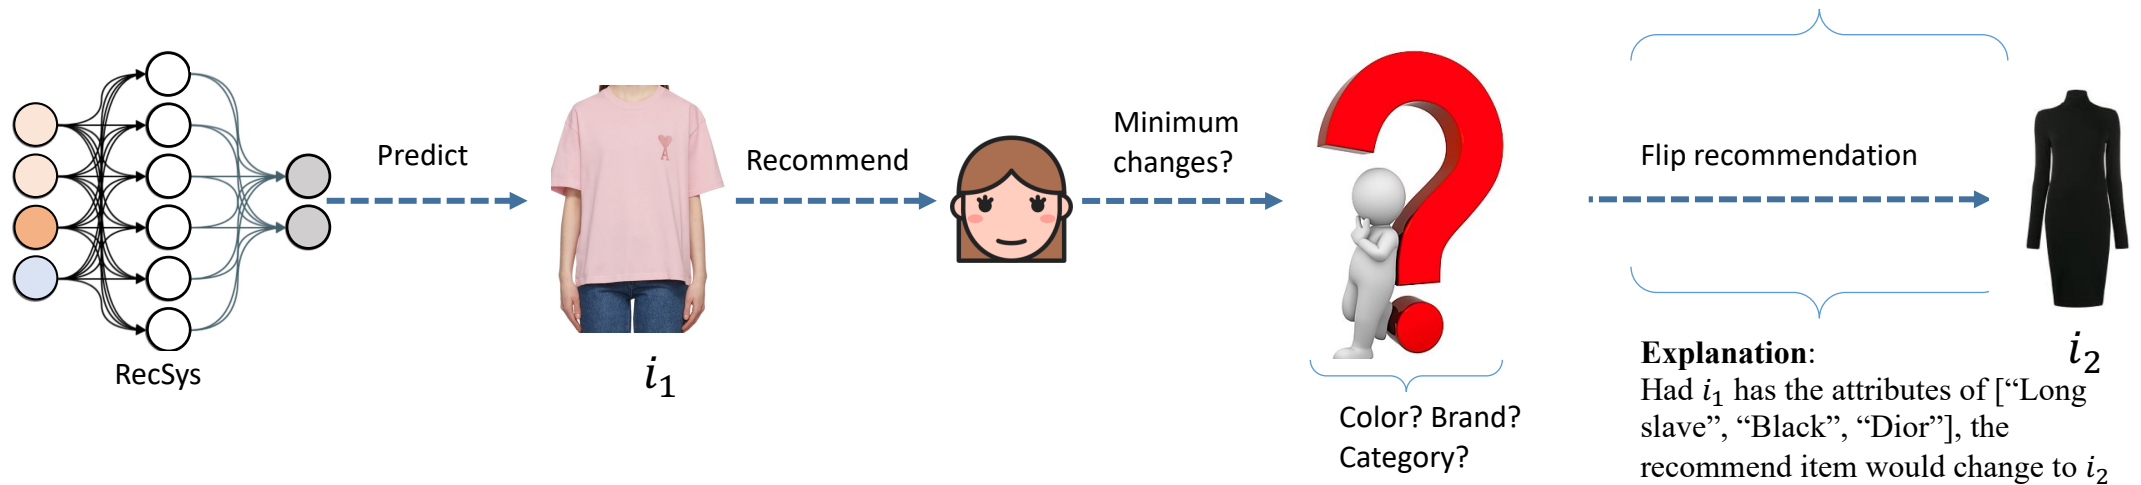 Predict
Recommend
Minimum
changes?
Flip recommendation
A
RecSys
i₁
i₂
Color? Brand?
Category?
Explanation:
Had i₁ has the attributes of [“Long
slave”, “Black”, “Dior”], the
recommend item would change to i₂